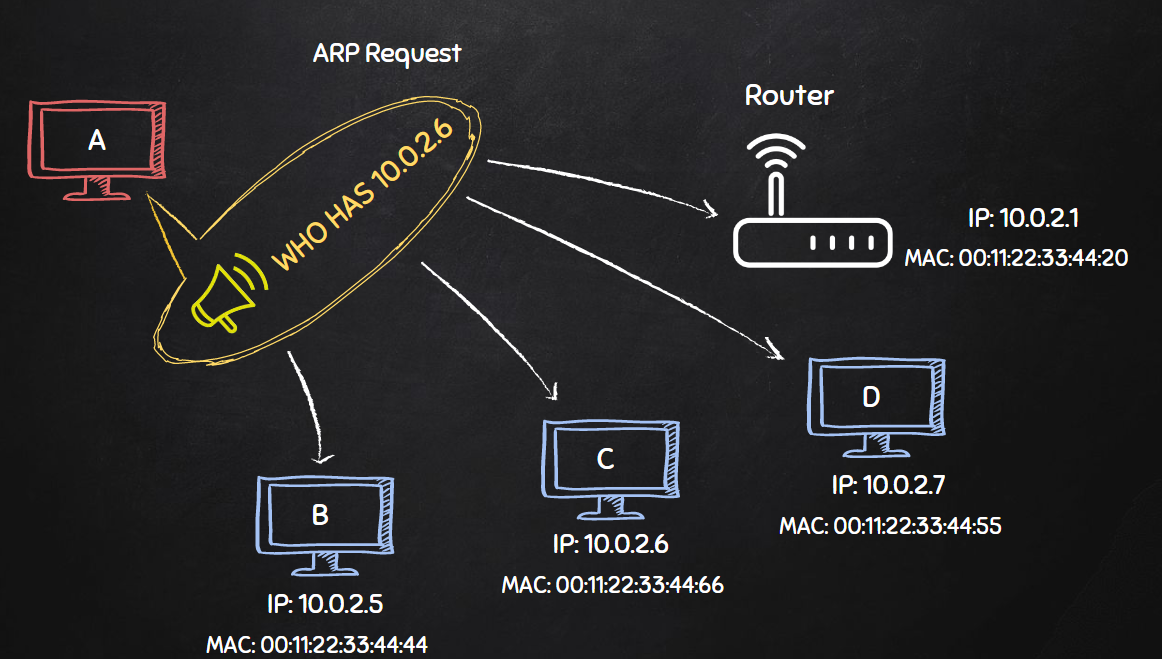 ARP Request
Router
A
WHO HAS 10.0.2.6
IP: 10.0.2.1
MAC: 00:11:22:33:44:20
D
IP: 10.0.2.7
MAC: 00:11:22:33:44:55
C
IP: 10.0.2.6
MAC: 00:11:22:33:44:66
B
IP: 10.0.2.5
MAC: 00:11:22:33:44:44